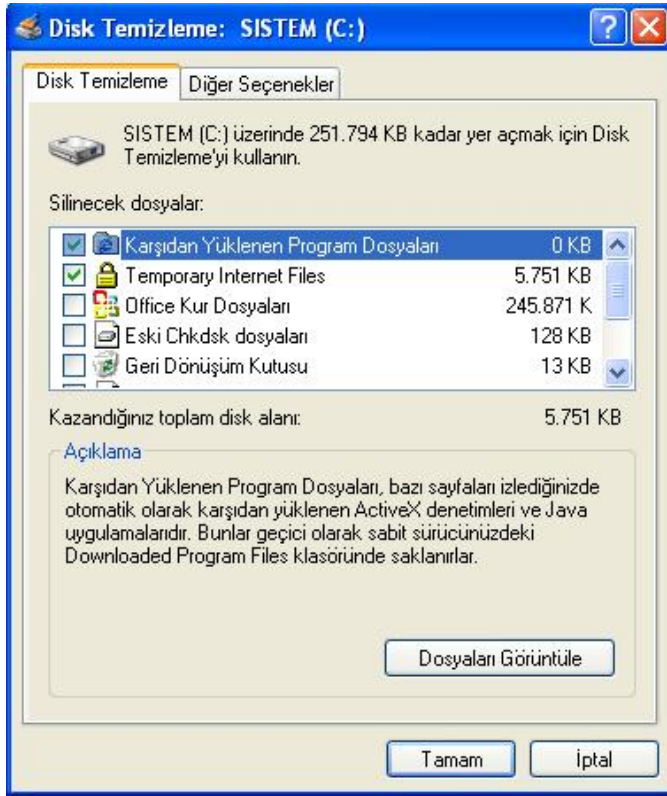 Disk Temizleme: SISTEM (C:)
Disk Temizleme
Diğer Seçenekler
SISTEM (C:) üzerinde 251.794 KB kadar yer açmak için Disk
Temizleme'yi kullanın.
Silinecek dosyalar:
Karşıdan Yüklenen Program Dosyaları 0 KB
Temporary Internet Files 5.751 KB
Office Kur Dosyaları 245.871 K
Eski Chkdsk dosyaları 128 KB
Geri Dönüşüm Kutusu 13 KB
Kazandığınız toplam disk alanı: 5.751 KB
Açıklama
Karşıdan Yüklenen Program Dosyaları, bazı sayfaları izlediğinizde
otomatik olarak karşıdan yüklenen ActiveX denetimleri ve Java
uygulamalarıdır. Bunlar geçici olarak sabit sürücünüzdeki
Downloaded Program Files klasöründe saklanırlar.
Dosyaları Görüntüle
Tamam
İptal